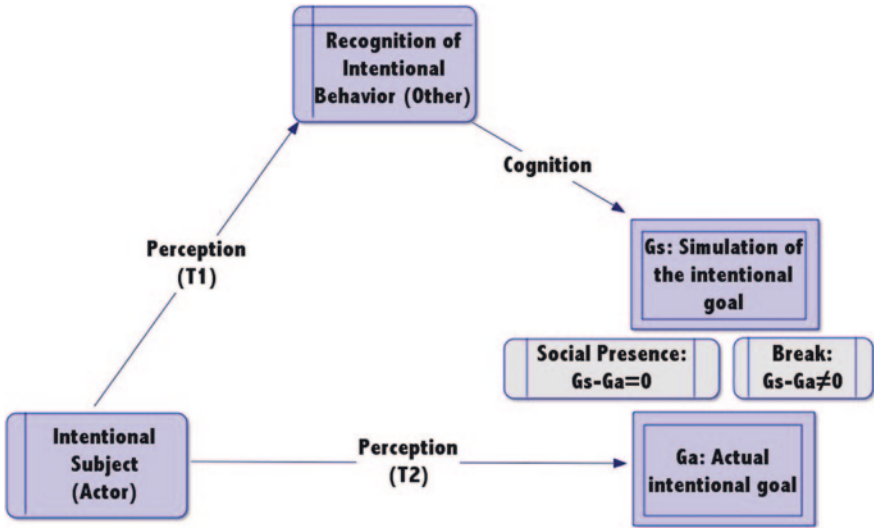 Recognition of
Intentional
Behavior (Other)
Cognition
Perception
(T1)
Gs: Simulation of
the intentional
goal
Social Presence:
Gs-Ga=0
Break:
Gs-Ga≠0
Intentional
Subject
(Actor)
Perception
(T2)
Ga: Actual
intentional goal